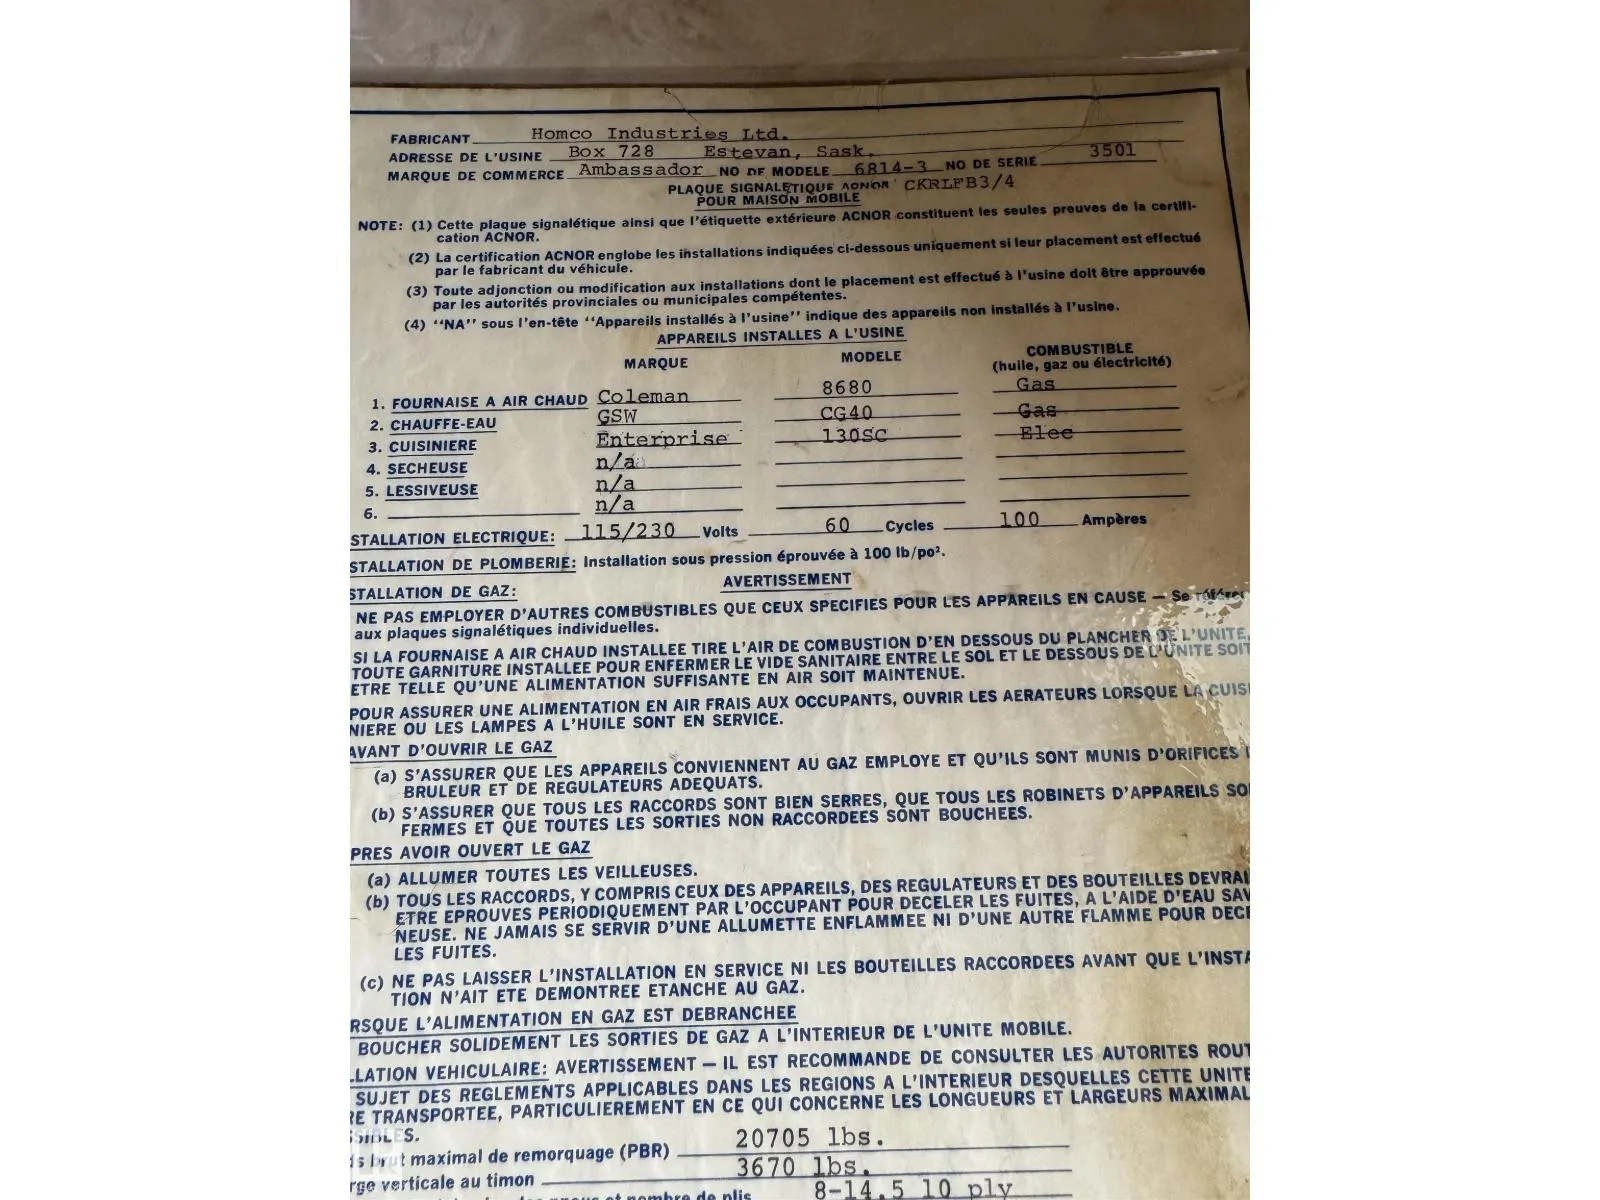 FABRICANT Homco Industries Ltd.
ADRESSE DE L'USINE Box 728 Estevan, Sask.
MARQUE DE COMMERCE Ambassador NO DE MODELE 6814-3 NO DE SERIE 3501
PLAQUE SIGNALETIQUE ACNOR CKRLFB3/4
POUR MAISON MOBILE
NOTE: (1) Cette plaque signalétique ainsi que l'étiquette extérieure ACNOR constituent les seules preuves de la certifi-
cation ACNOR.
(2) La certification ACNOR englobe les installations indiquées ci-dessous uniquement si leur placement est effectué
par le fabricant du véhicule.
(3) Toute adjonction ou modification aux installations dont le placement est effectué à l'usine doit être approuvée
par les autorités provinciales ou municipales compétentes.
(4) "NA" sous l'en-tête "Appareils installés à l'usine" indique des appareils non installés à l'usine.
APPAREILS INSTALLES A L'USINE
MARQUE MODELE COMBUSTIBLE
(huile, gaz ou électricité)
1. FOURNAISE A AIR CHAUD Coleman 8680 Gas
2. CHAUFFE-EAU GSW CG40 Gas
3. CUISINIERE Enterprise 130SC Elec
4. SECHEUSE n/a
5. LESSIVEUSE n/a
6. n/a
STALLATION ELECTRIQUE: 115/230 Volts 60 Cycles 100 Ampères
STALLATION DE PLOMBERIE: Installation sous pression éprouvée à 100 lb/po².
AVERTISSEMENT
STALLATION DE GAZ:
NE PAS EMPLOYER D'AUTRES COMBUSTIBLES QUE CEUX SPECIFIES POUR LES APPAREILS EN CAUSE — Se référer
aux plaques signalétiques individuelles.
SI LA FOURNAISE A AIR CHAUD INSTALLEE TIRE L'AIR DE COMBUSTION D'EN DESSOUS DU PLANCHER DE L'UNITE,
TOUTE GARNITURE INSTALLEE POUR ENFERMER LE VIDE SANITAIRE ENTRE LE SOL ET LE DESSOUS DE L'UNITE SOIT
ETRE TELLE QU'UNE ALIMENTATION SUFFISANTE EN AIR SOIT MAINTENUE.
POUR ASSURER UNE ALIMENTATION EN AIR FRAIS AUX OCCUPANTS, OUVRIR LES AERATEURS LORSQUE LA CUISI
NIERE OU LES LAMPES A L'HUILE SONT EN SERVICE.
AVANT D'OUVRIR LE GAZ
(a) S'ASSURER QUE LES APPAREILS CONVIENNENT AU GAZ EMPLOYE ET QU'ILS SONT MUNIS D'ORIFICES
BRULEUR ET DE REGULATEURS ADEQUATS.
(b) S'ASSURER QUE TOUS LES RACCORDS SONT BIEN SERRES, QUE TOUS LES ROBINETS D'APPAREILS SO
FERMES ET QUE TOUTES LES SORTIES NON RACCORDEES SONT BOUCHEES.
PRES AVOIR OUVERT LE GAZ
(a) ALLUMER TOUTES LES VEILLEUSES.
(b) TOUS LES RACCORDS, Y COMPRIS CEUX DES APPAREILS, DES REGULATEURS ET DES BOUTEILLES DEVRAI
ETRE EPROUVES PERIODIQUEMENT PAR L'OCCUPANT POUR DECELER LES FUITES, A L'AIDE D'EAU SAV
NEUSE. NE JAMAIS SE SERVIR D'UNE ALLUMETTE ENFLAMMEE NI D'UNE AUTRE FLAMME POUR DECE
LES FUITES.
(c) NE PAS LAISSER L'INSTALLATION EN SERVICE NI LES BOUTEILLES RACCORDEES AVANT QUE L'INSTA
TION N'AIT ETE DEMONTREE ETANCHE AU GAZ.
RSQUE L'ALIMENTATION EN GAZ EST DEBRANCHEE
BOUCHER SOLIDEMENT LES SORTIES DE GAZ A L'INTERIEUR DE L'UNITE MOBILE.
LLATION VEHICULAIRE: AVERTISSEMENT — IL EST RECOMMANDE DE CONSULTER LES AUTORITES ROUT
SUJET DES REGLEMENTS APPLICABLES DANS LES REGIONS A L'INTERIEUR DESQUELLES CETTE UNITE
RE TRANSPORTEE, PARTICULIEREMENT EN CE QUI CONCERNE LES LONGUEURS ET LARGEURS MAXIMAL
SIBLES.
s brut maximal de remorquage (PBR) 20705 lbs.
rge verticale au timon 3670 lbs.
et nombre de plis 8-14.5 10 ply